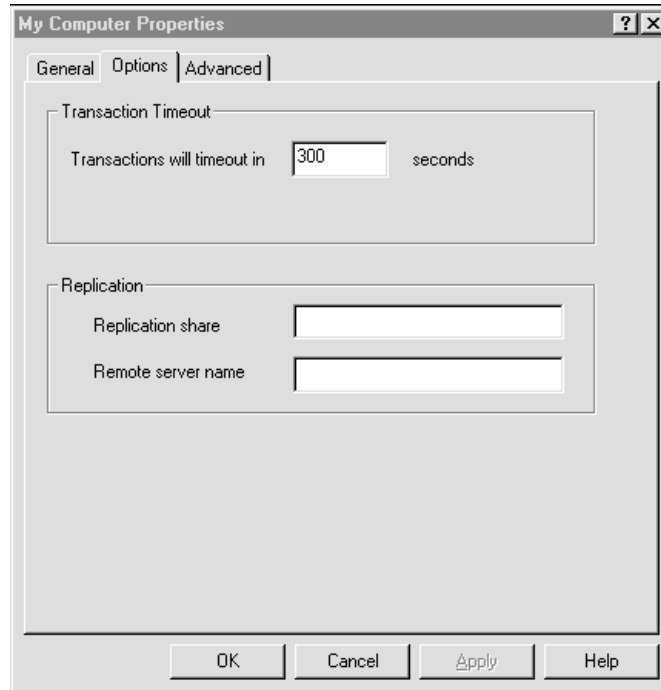 My Computer Properties
General Options Advanced
Transaction Timeout
Transactions will timeout in 300 seconds
Replication
Replication share
Remote server name
OK Cancel Apply Help